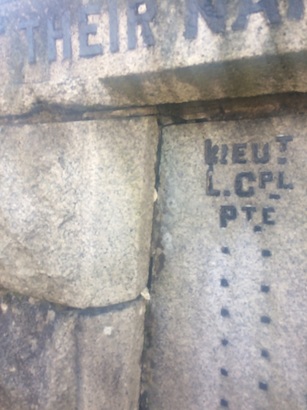 THEIR NA
LIEUT
L.CPL
PTE
" "
" "
" "
" "